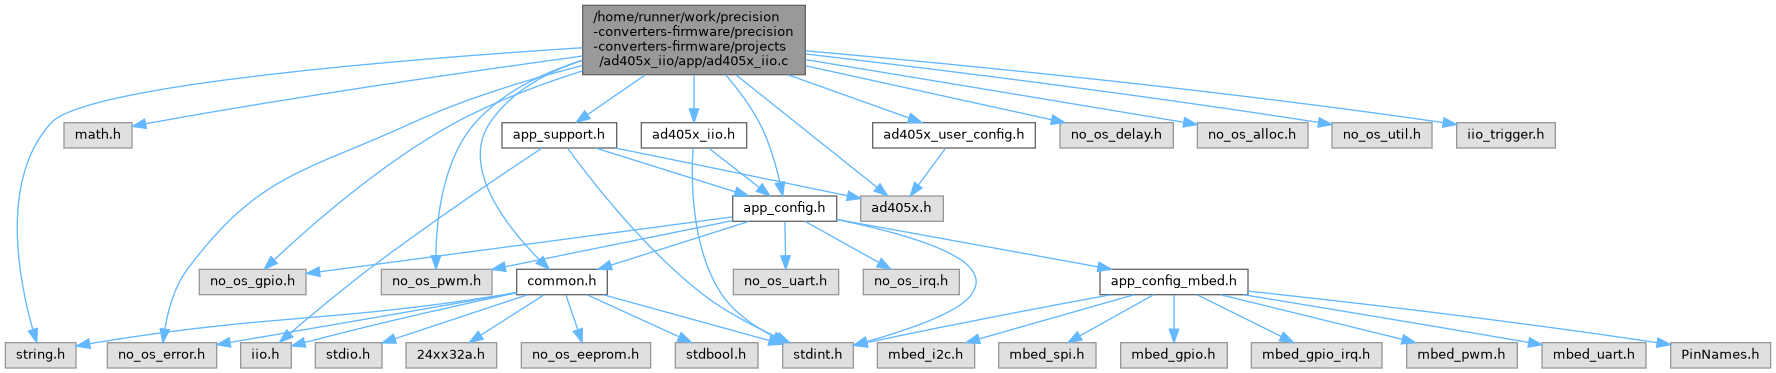 /home/runner/work/precision
-converters-firmware/precision
-converters-firmware/projects
/ad405x_iio/app/ad405x_iio.c
math.h
app_support.h
ad405x_iio.h
ad405x_user_config.h
no_os_delay.h
no_os_alloc.h
no_os_util.h
iio_trigger.h
app_config.h
ad405x.h
no_os_gpio.h
no_os_pwm.h
common.h
no_os_uart.h
no_os_irq.h
app_config_mbed.h
string.h
no_os_error.h
iio.h
stdio.h
24xx32a.h
no_os_eeprom.h
stdbool.h
stdint.h
mbed_i2c.h
mbed_spi.h
mbed_gpio.h
mbed_gpio_irq.h
mbed_pwm.h
mbed_uart.h
PinNames.h